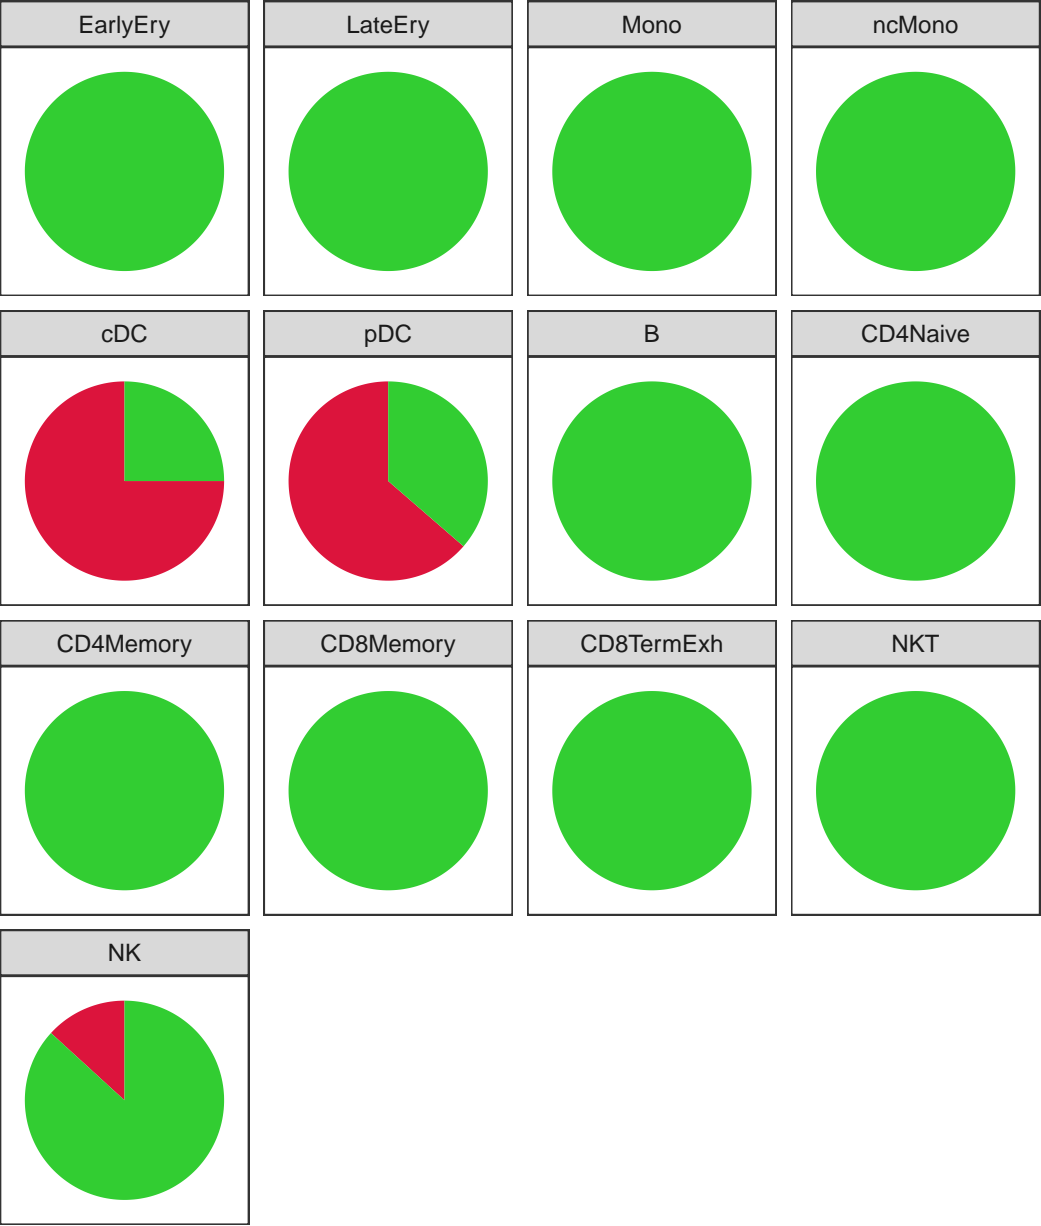 EarlyEry
LateEry
Mono
ncMono
cDC
pDC
B
CD4Naive
CD4Memory
CD8Memory
CD8TermExh
NKT
NK